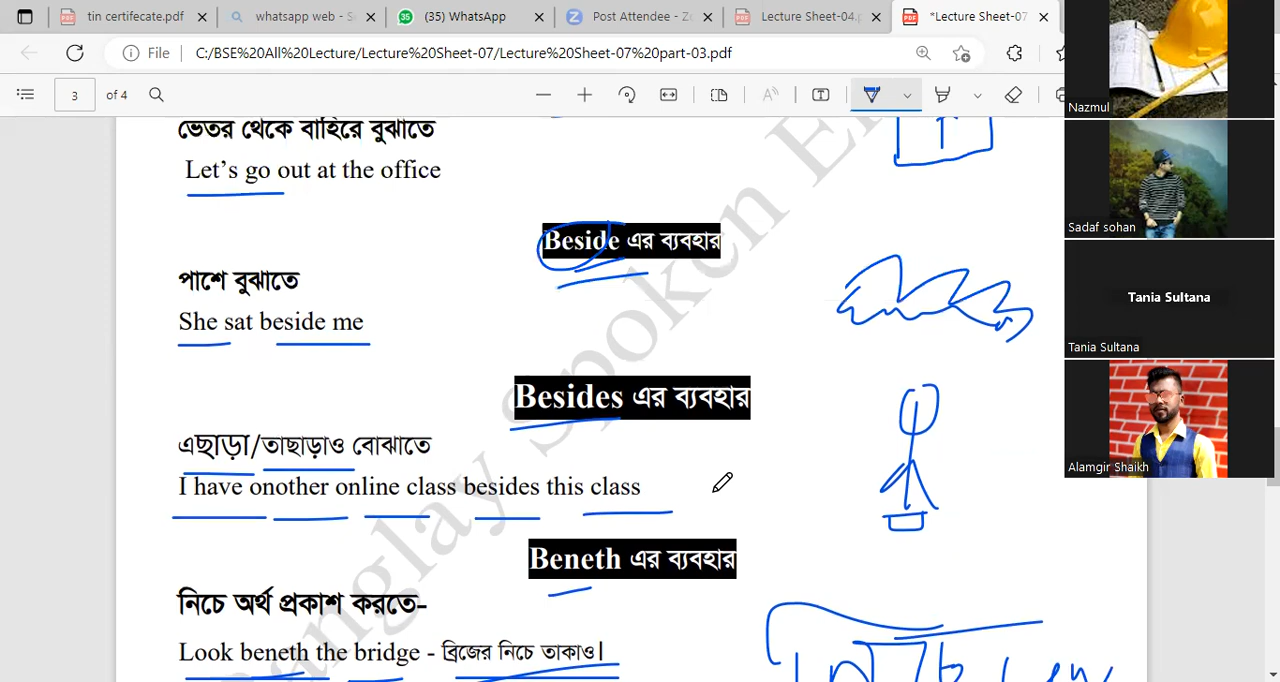 tin certifecate.pdf
whatsapp web - S
(35) WhatsApp
Post Attendee - Zo
Lecture Sheet-04.p
*Lecture Sheet-07
File C:/BSE%20All%20Lecture/Lecture%20Sheet-07/Lecture%20Sheet-07%20part-03.pdf
3 of 4
ভেতর থেকে বাহিরে বুঝাতে
Let's go out at the office
Beside এর ব্যবহার
পাশে বুঝাতে
She sat beside me
Besides এর ব্যবহার
এছাড়া/তাছাড়াও বোঝাতে
I have onother online class besides this class
Beneth এর ব্যবহার
নিচে অর্থ প্রকাশ করতে-
Look beneth the bridge - ব্রিজের নিচে তাকাও।
anglay Spoken E
Nazmul
Sadaf sohan
Tania Sultana
Tania Sultana
Alamgir Shaikh